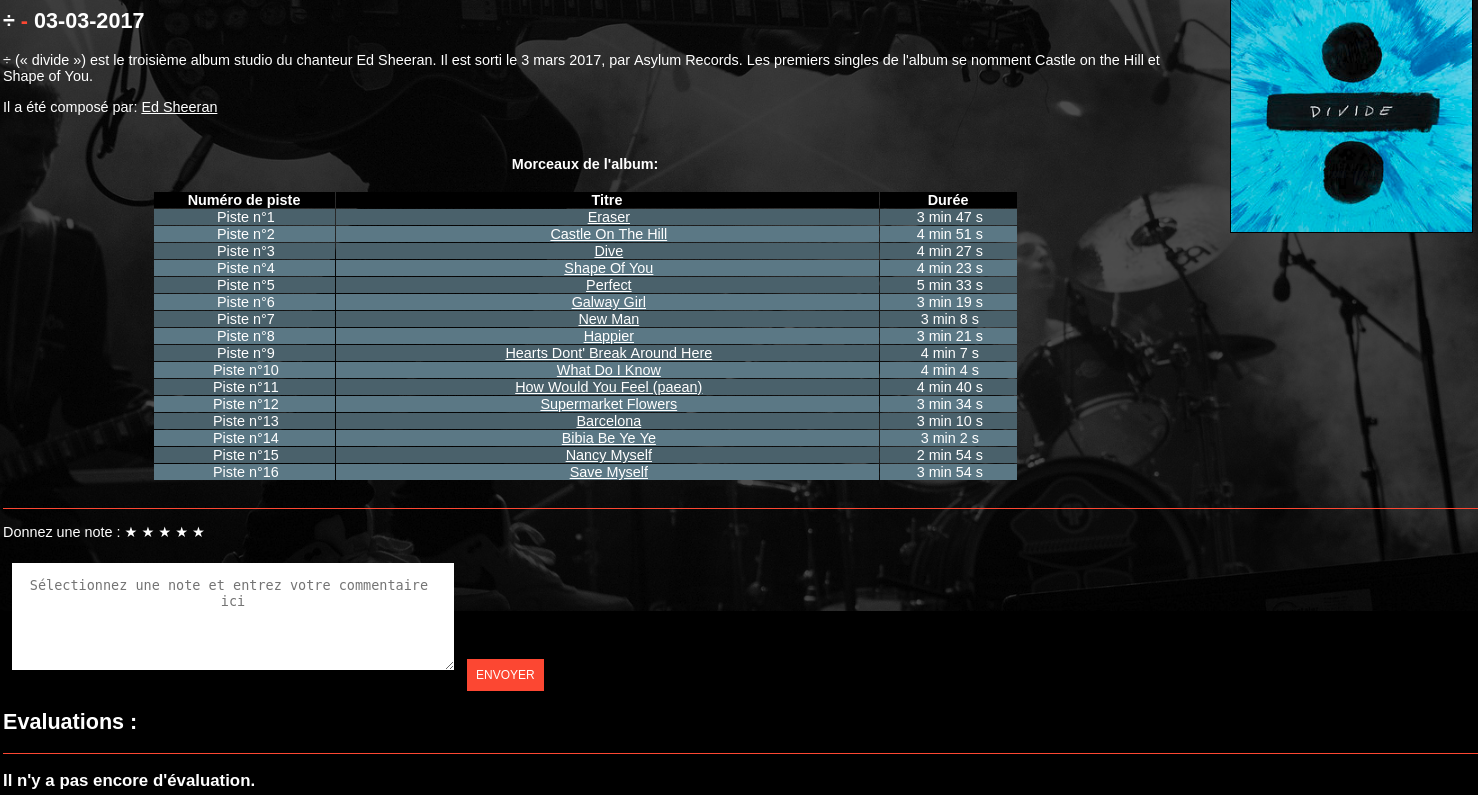 ÷ - 03-03-2017
÷ (« divide ») est le troisième album studio du chanteur Ed Sheeran. Il est sorti le 3 mars 2017, par Asylum Records. Les premiers singles de l'album se nomment Castle on the Hill et
Shape of You.
Il a été composé par: Ed Sheeran
DIVIDE
Morceaux de l'album:
Numéro de piste Titre Durée
Piste n°1 Eraser 3 min 47 s
Piste n°2 Castle On The Hill 4 min 51 s
Piste n°3 Dive 4 min 27 s
Piste n°4 Shape Of You 4 min 23 s
Piste n°5 Perfect 5 min 33 s
Piste n°6 Galway Girl 3 min 19 s
Piste n°7 New Man 3 min 8 s
Piste n°8 Happier 3 min 21 s
Piste n°9 Hearts Dont' Break Around Here 4 min 7 s
Piste n°10 What Do I Know 4 min 4 s
Piste n°11 How Would You Feel (paean) 4 min 40 s
Piste n°12 Supermarket Flowers 3 min 34 s
Piste n°13 Barcelona 3 min 10 s
Piste n°14 Bibia Be Ye Ye 3 min 2 s
Piste n°15 Nancy Myself 2 min 54 s
Piste n°16 Save Myself 3 min 54 s
Donnez une note : ★ ★ ★ ★ ★
Sélectionnez une note et entrez votre commentaire
ici
ENVOYER
Evaluations :
Il n'y a pas encore d'évaluation.